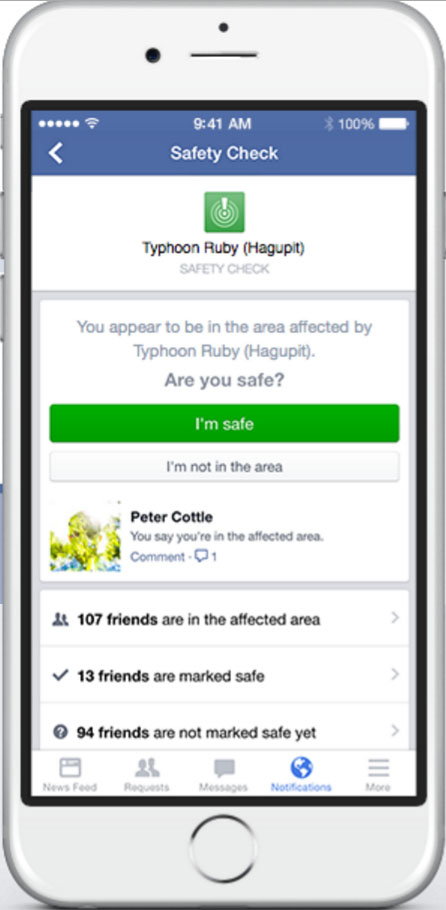 9:41 AM 100%
Safety Check
Typhoon Ruby (Hagupit)
SAFETY CHECK
You appear to be in the area affected by
Typhoon Ruby (Hagupit).
Are you safe?
I'm safe
I'm not in the area
Peter Cottle
You say you're in the affected area.
Comment · 1
107 friends are in the affected area
13 friends are marked safe
94 friends are not marked safe yet
News Feed Requests Messages Notifications More